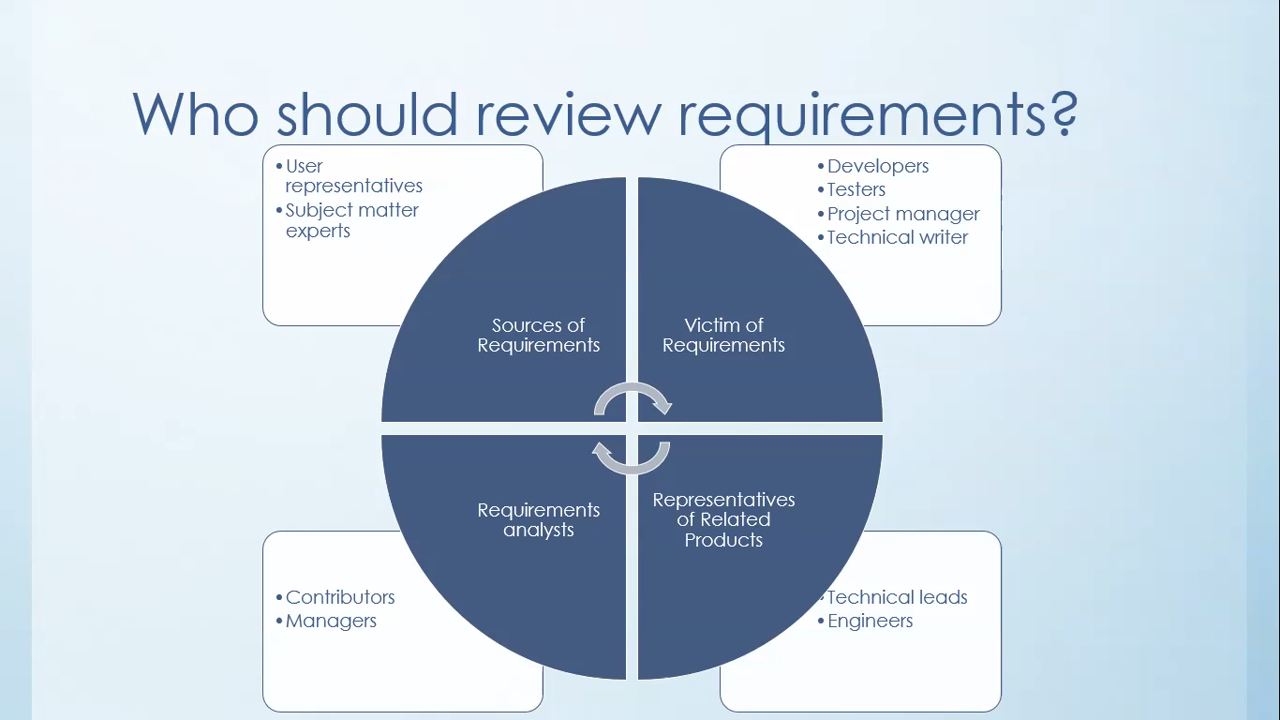 Who should review requirements?
•User
representatives
•Subject matter
experts
•Developers
•Testers
•Project manager
•Technical writer
Sources of
Requirements
Victim of
Requirements
Requirements
analysts
Representatives
of Related
Products
•Contributors
•Managers
•Technical leads
•Engineers